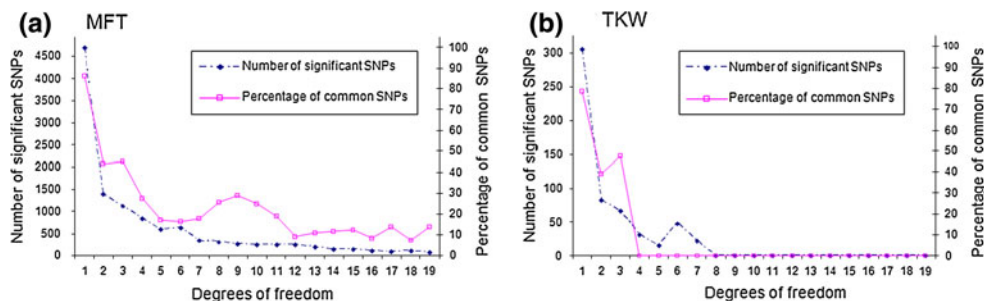 (a) MFT
Number of significant SNPs
4500
4000
3500
3000
2500
2000
1500
1000
500
0
Number of significant SNPs
Percentage of common SNPs
100
90
80
70
60
50
40
30
20
10
0
Percentage of common SNPs
1 2 3 4 5 6 7 8 9 10 11 12 13 14 15 16 17 18 19
Degrees of freedom
(b) TKW
Number of significant SNPs
300
250
200
150
100
50
0
Number of significant SNPs
Percentage of common SNPs
100
90
80
70
60
50
40
30
20
10
0
Percentage of common SNPs
1 2 3 4 5 6 7 8 9 10 11 12 13 14 15 16 17 18 19
Degrees of freedom